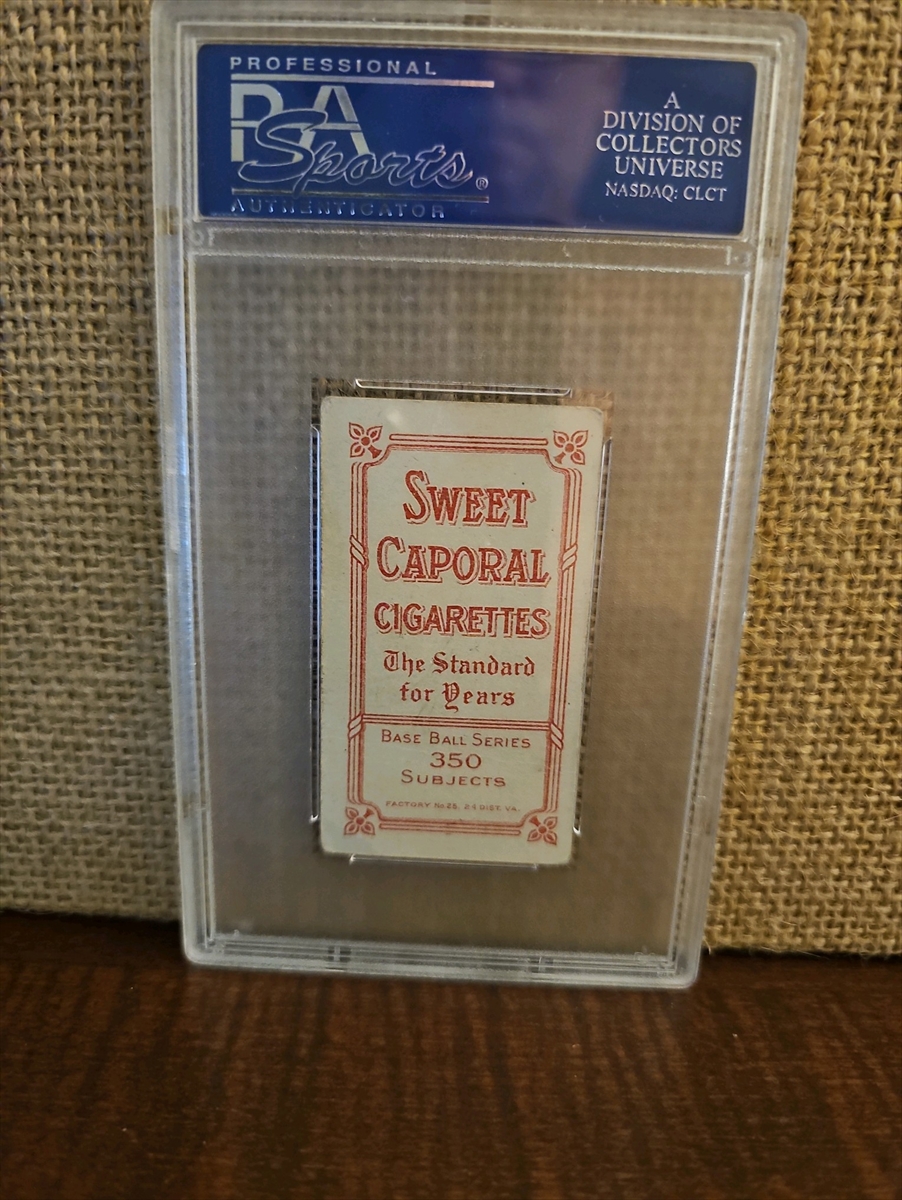 PROFESSIONAL
PSA
Sports®
AUTHENTICATOR
A
DIVISION OF
COLLECTORS
UNIVERSE
NASDAQ: CLCT
SWEET
CAPORAL
CIGARETTES
The Standard
for Years
BASE BALL SERIES
350
SUBJECTS
FACTORY No 25, 2d DIST. VA.